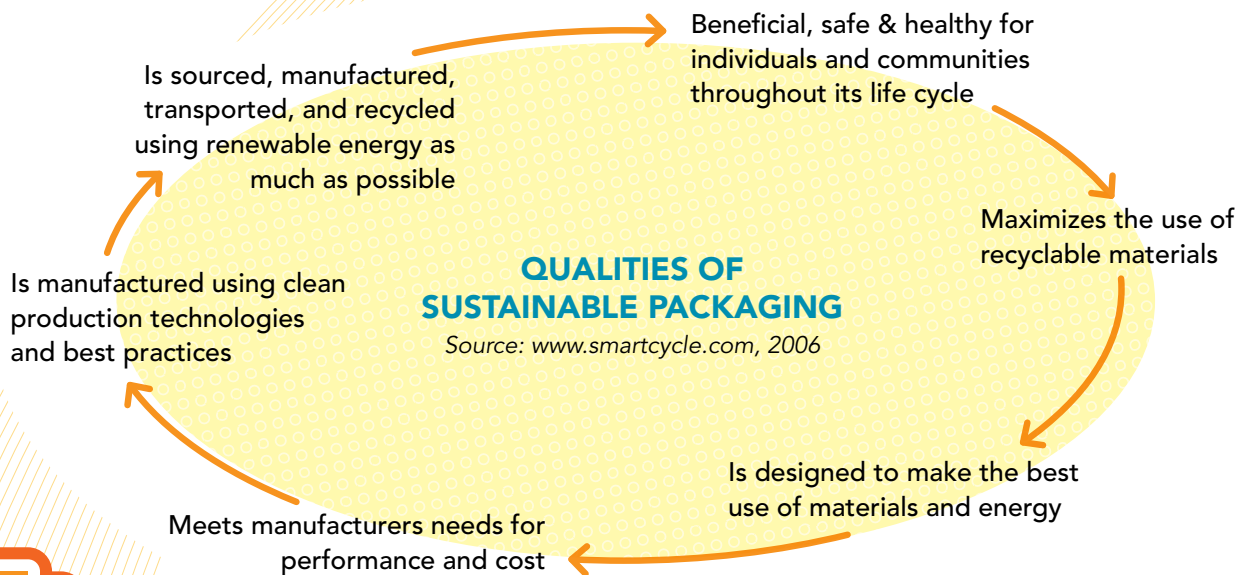 Beneficial, safe & healthy for
individuals and communities
throughout its life cycle
Maximizes the use of
recyclable materials
Is designed to make the best
use of materials and energy
Meets manufacturers needs for
performance and cost
Is manufactured using clean
production technologies
and best practices
Is sourced, manufactured,
transported, and recycled
using renewable energy as
much as possible
QUALITIES OF
SUSTAINABLE PACKAGING
Source: www.smartcycle.com, 2006